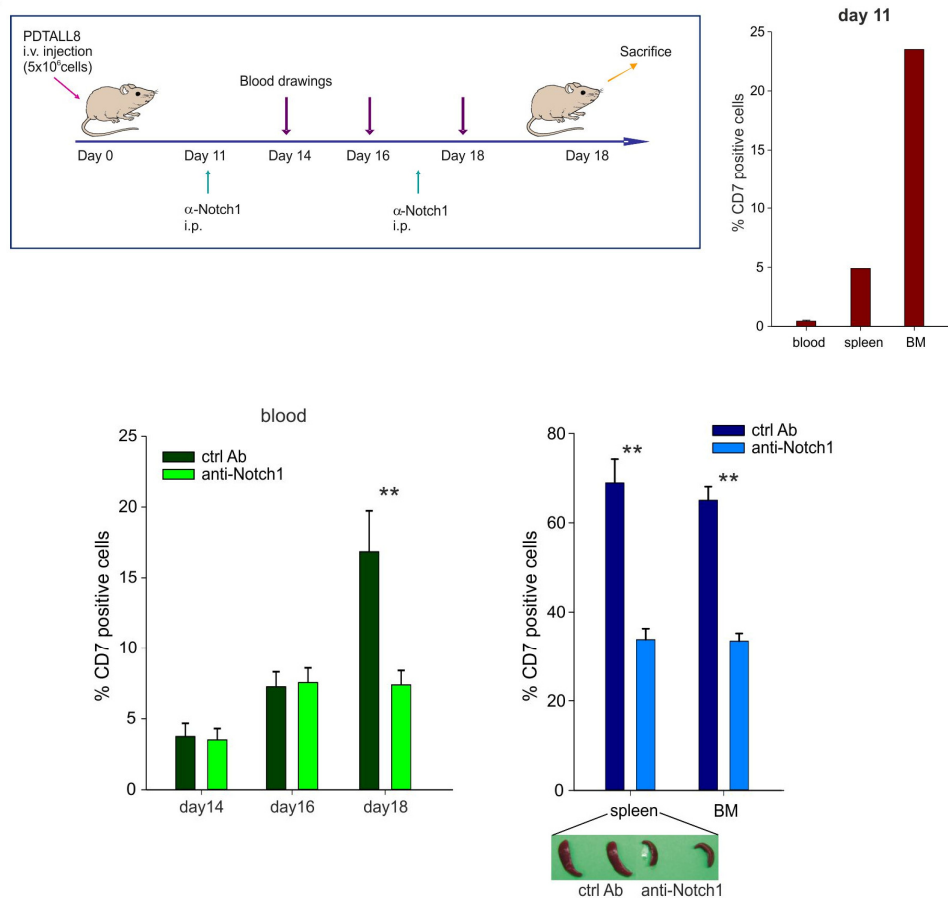 PDTALL8
i.v. injection
(5x10⁶cells)
Blood drawings
Sacrifice
Day 0
Day 11
Day 14
Day 16
Day 18
Day 18
α-Notch1
i.p.
α-Notch1
i.p.
day 11
% CD7 positive cells
25
20
15
10
5
0
blood
spleen
BM
blood
ctrl Ab
anti-Notch1
**
% CD7 positive cells
25
20
15
10
5
0
day14
day16
day18
ctrl Ab
anti-Notch1
**
**
% CD7 positive cells
80
60
40
20
0
spleen
BM
ctrl Ab
anti-Notch1